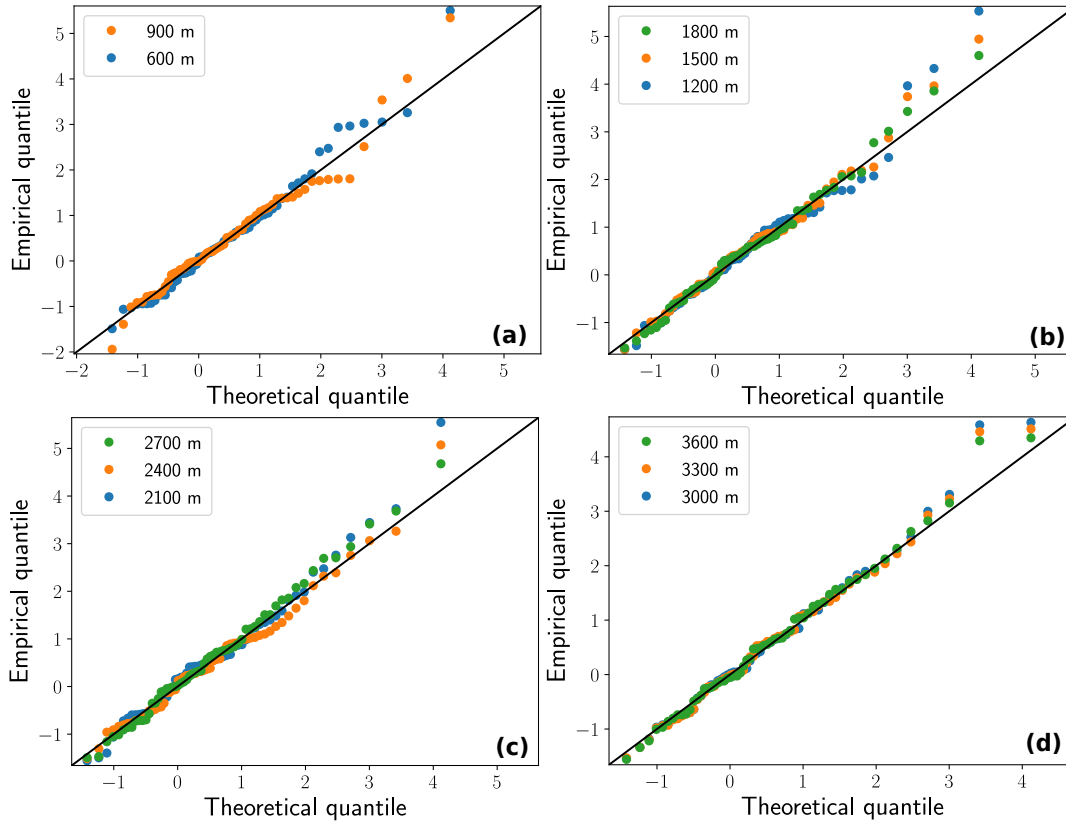 900 m
600 m
5
4
3
2
1
0
−1
−2
Empirical quantile
(a)
−2 −1 0 1 2 3 4 5
Theoretical quantile
1800 m
1500 m
1200 m
5
4
3
2
1
0
−1
Empirical quantile
(b)
−1 0 1 2 3 4 5
Theoretical quantile
2700 m
2400 m
2100 m
5
4
3
2
1
0
−1
Empirical quantile
(c)
−1 0 1 2 3 4 5
Theoretical quantile
3600 m
3300 m
3000 m
4
3
2
1
0
−1
Empirical quantile
(d)
−1 0 1 2 3 4
Theoretical quantile